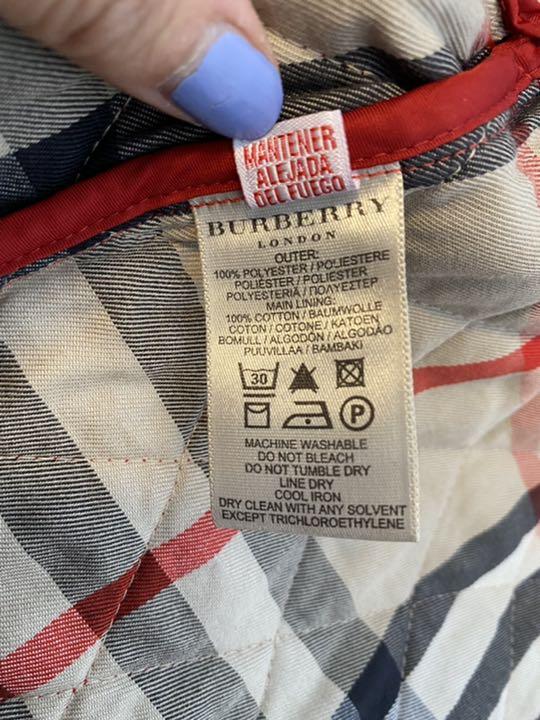 MANTENER
ALEJADA
DEL FUEGO
BURBERRY
LONDON
OUTER:
100% POLYESTER / POLIESTERE
POLIÉSTER / POLIESTER
POLYESTERIA / ΠΟΛΥΕΣΤΕΡ
MAIN LINING:
100% COTTON / BAUMWOLLE
COTON / COTONE / KATOEN
BOMULL / ALGODÓN / ALGODÃO
PUUVILLAA / BAMBAKI
30
P
MACHINE WASHABLE
DO NOT BLEACH
DO NOT TUMBLE DRY
LINE DRY
COOL IRON
DRY CLEAN WITH ANY SOLVENT
EXCEPT TRICHLOROETHYLENE